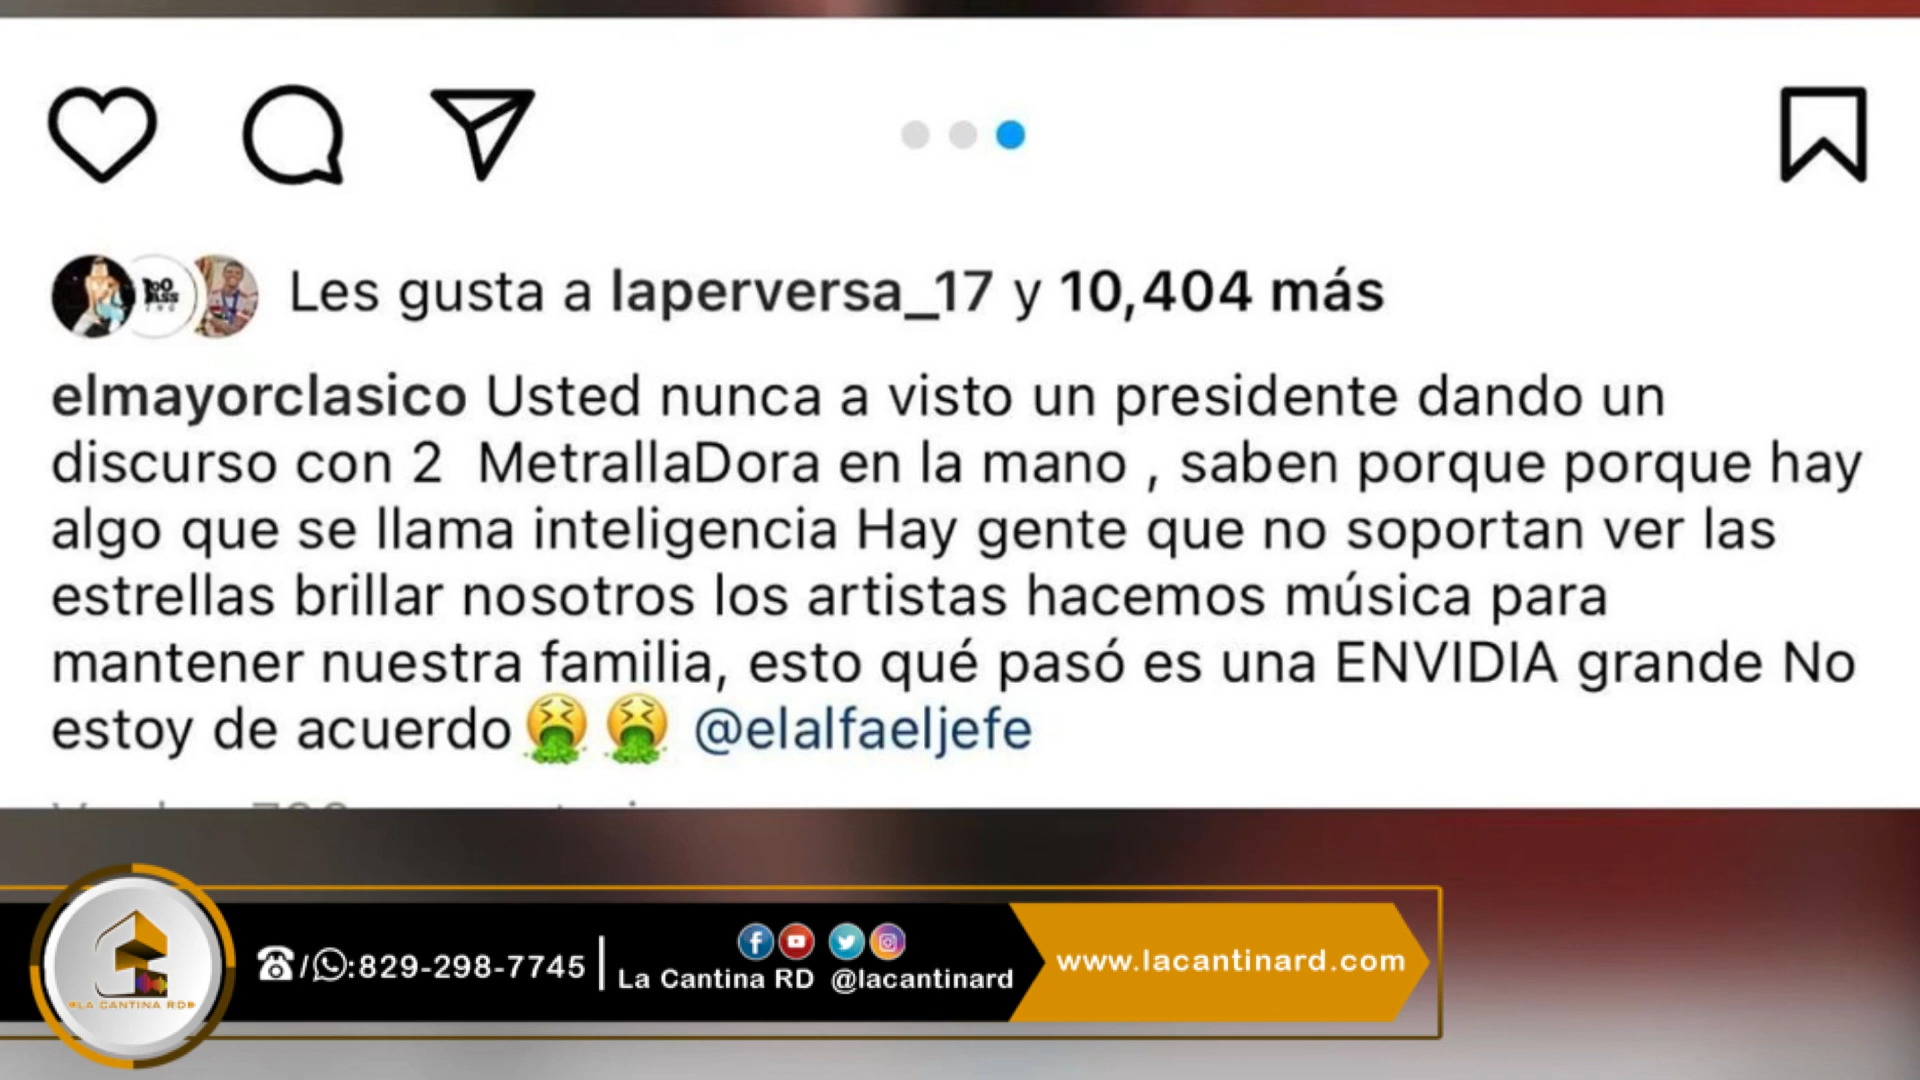 Les gusta a laperversa_17 y 10,404 más
elmayorclasico Usted nunca a visto un presidente dando un
discurso con 2 MetrallaDora en la mano , saben porque porque hay
algo que se llama inteligencia Hay gente que no soportan ver las
estrellas brillar nosotros los artistas hacemos música para
mantener nuestra familia, esto qué pasó es una ENVIDIA grande No
estoy de acuerdo🤮🤮 @elalfaeljefe
LA CANTINA RD
/ :829-298-7745
La Cantina RD @lacantinard
www.lacantinard.com